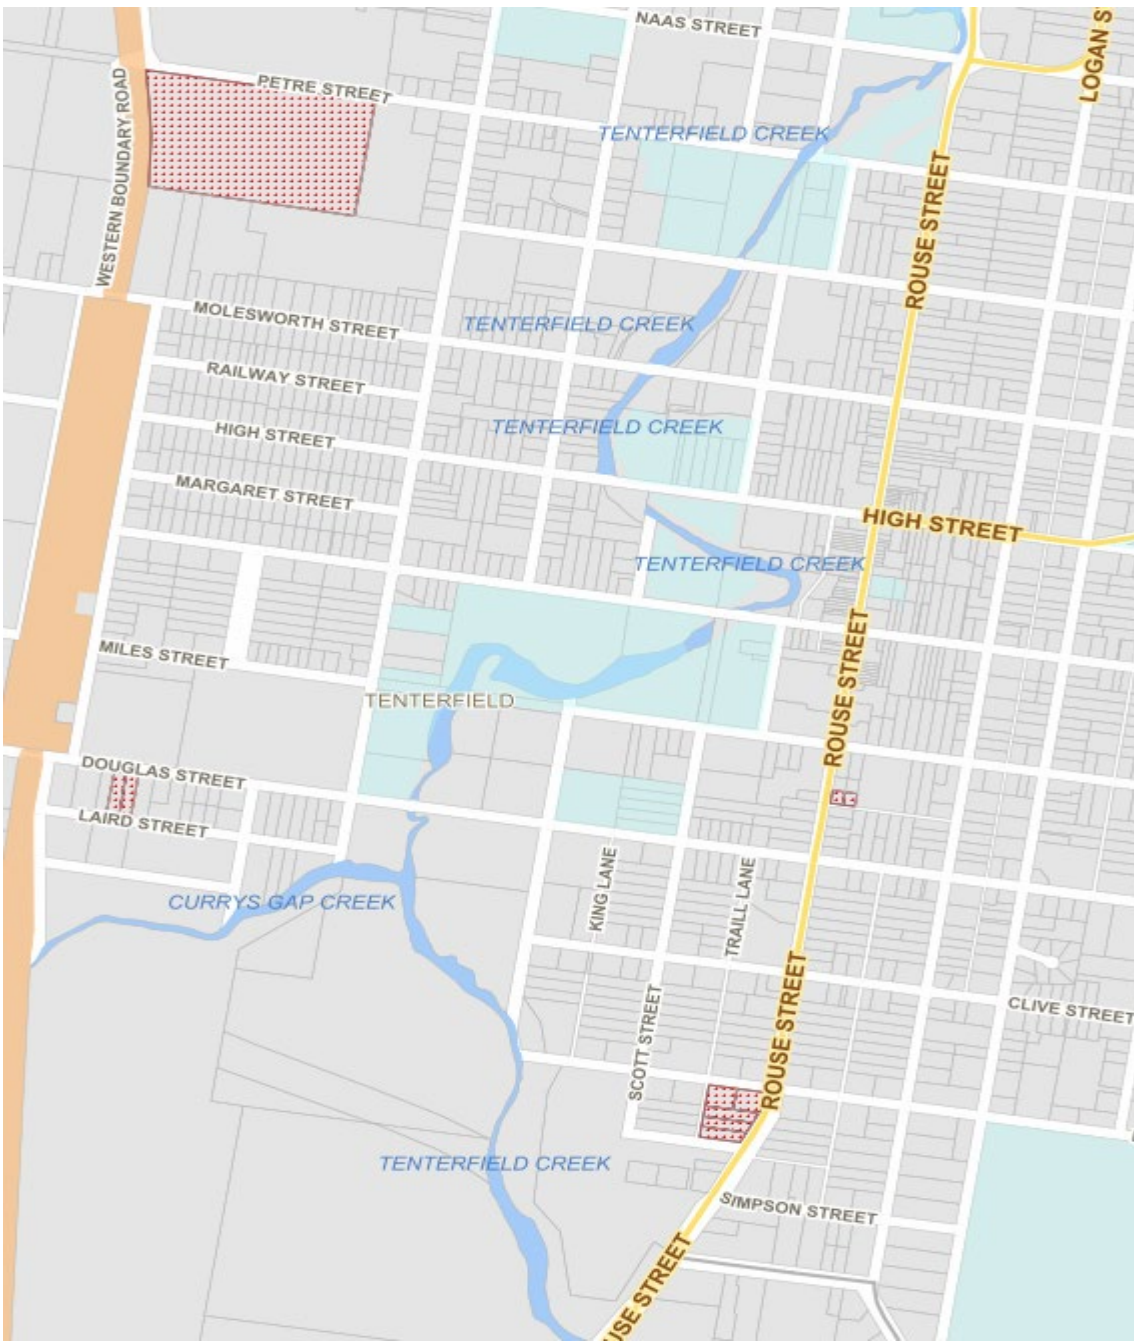 NAAS STREET
LOGAN S
PETRE STREET
WESTERN BOUNDARY ROAD
TENTERFIELD CREEK
ROUSE STREET
MOLESWORTH STREET
TENTERFIELD CREEK
RAILWAY STREET
HIGH STREET
TENTERFIELD CREEK
MARGARET STREET
HIGH STREET
TENTERFIELD CREEK
MILES STREET
ROUSE STREET
TENTERFIELD
DOUGLAS STREET
LAIRD STREET
CURRYS GAP CREEK
KING LANE
TRAILL LANE
ROUSE STREET
CLIVE STREET
SCOTT STREET
TENTERFIELD CREEK
SIMPSON STREET
USE STREET